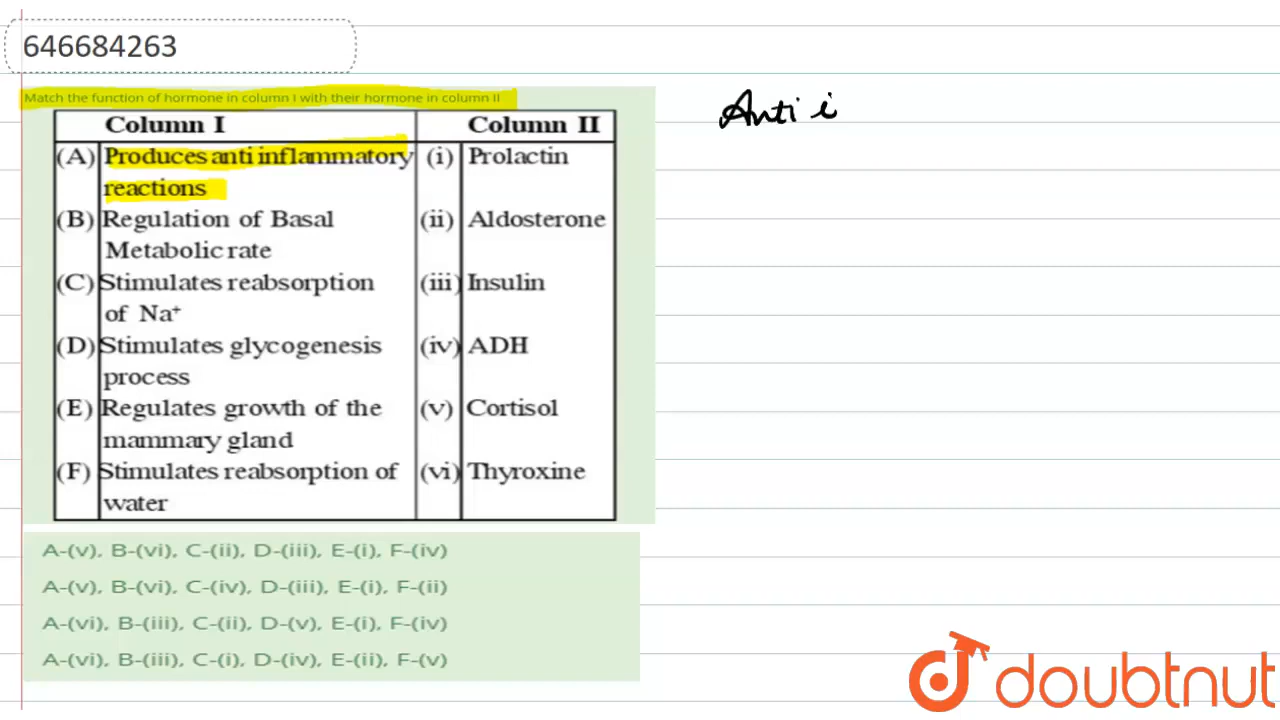 646684263
Match the function of hormone in column I with their hormone in column II
Column I Column II
(A) Produces anti inflammatory (i) Prolactin
reactions
(B) Regulation of Basal (ii) Aldosterone
Metabolic rate
(C) Stimulates reabsorption (iii) Insulin
of Na⁺
(D) Stimulates glycogenesis (iv) ADH
process
(E) Regulates growth of the (v) Cortisol
mammary gland
(F) Stimulates reabsorption of (vi) Thyroxine
water
A-(v), B-(vi), C-(ii), D-(iii), E-(i), F-(iv)
A-(v), B-(vi), C-(iv), D-(iii), E-(i), F-(ii)
A-(vi), B-(iii), C-(ii), D-(v), E-(i), F-(iv)
A-(vi), B-(iii), C-(i), D-(iv), E-(ii), F-(v)
Anti i
doubtnut